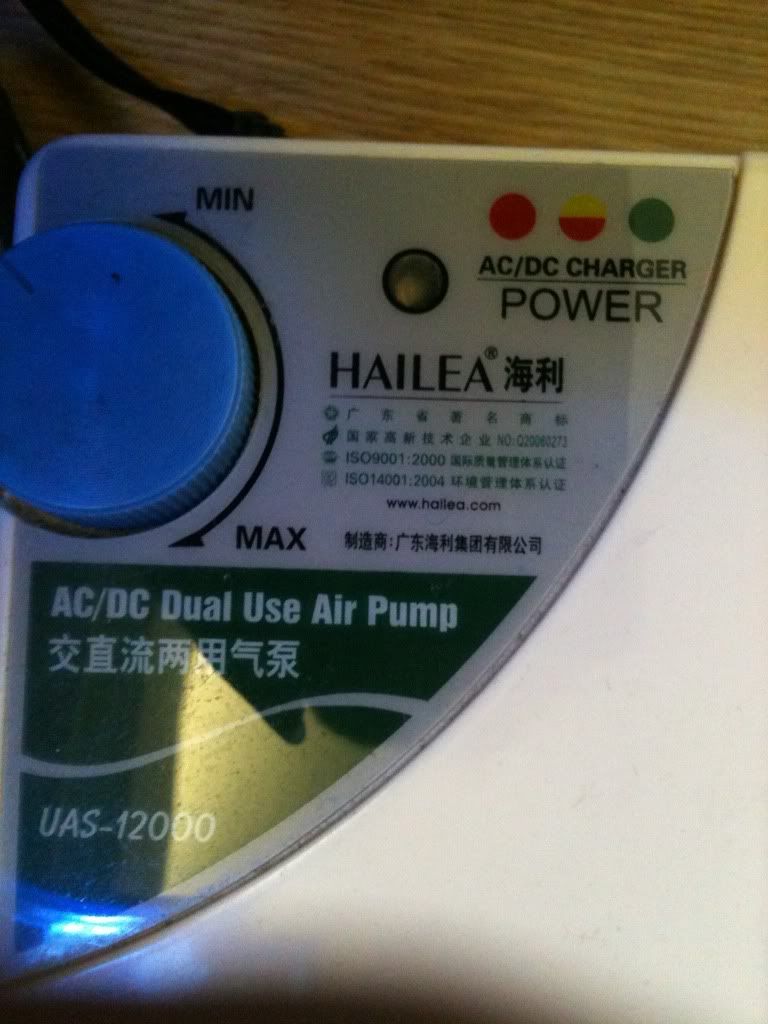 MIN
AC/DC CHARGER
POWER
HAILEA® 海利
广东省著名商标
国家高新技术企业 NO:Q20060273
ISO9001:2000 国际质量管理体系认证
ISO14001:2004 环境管理体系认证
www.hailea.com
MAX
制造商:广东海利集团有限公司
AC/DC Dual Use Air Pump
交直流两用气泵
UAS-12000